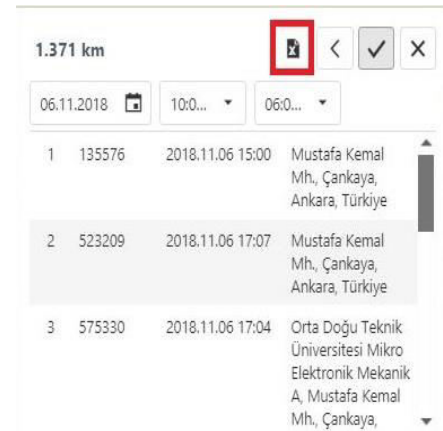 1.371 km
06.11.2018 10:0... 06:0...
1 135576 2018.11.06 15:00 Mustafa Kemal
Mh., Çankaya,
Ankara, Türkiye
2 523209 2018.11.06 17:07 Mustafa Kemal
Mh., Çankaya,
Ankara, Türkiye
3 575330 2018.11.06 17:04 Orta Doğu Teknik
Üniversitesi Mikro
Elektronik Mekanik
A, Mustafa Kemal
Mh., Çankaya,